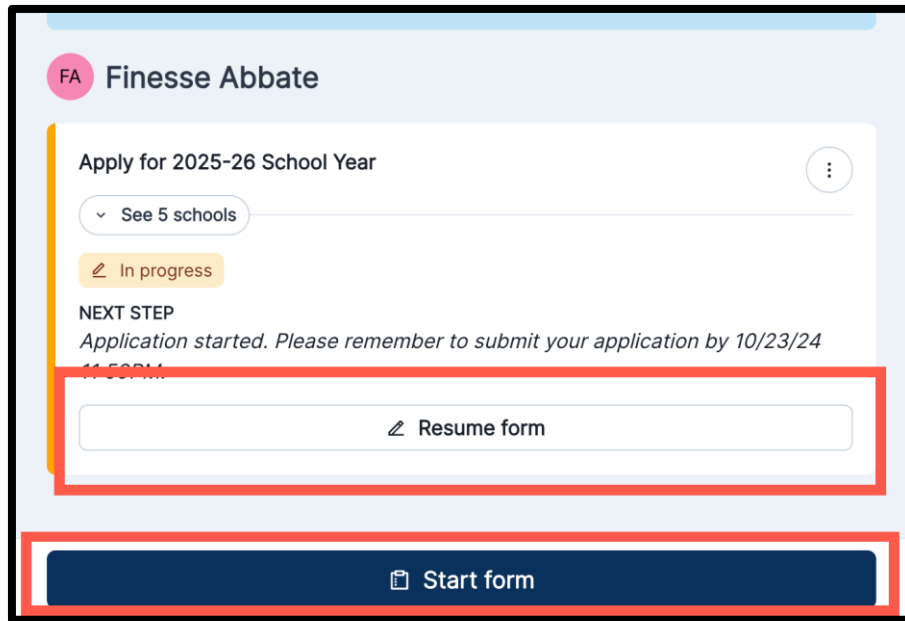 FA Finesse Abbate
Apply for 2025-26 School Year
See 5 schools
In progress
NEXT STEP
Application started. Please remember to submit your application by 10/23/24
Resume form
Start form